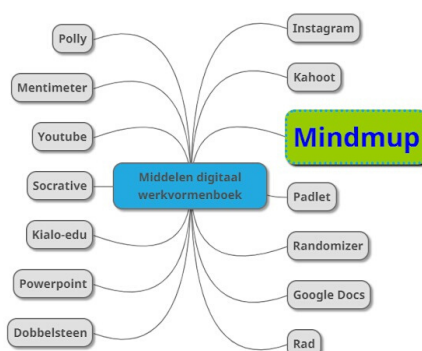 Polly
Mentimeter
Youtube
Socrative
Kialo-edu
Powerpoint
Dobbelsteen
Middelen digitaal
werkvormenboek
Instagram
Kahoot
Mindmup
Padlet
Randomizer
Google Docs
Rad